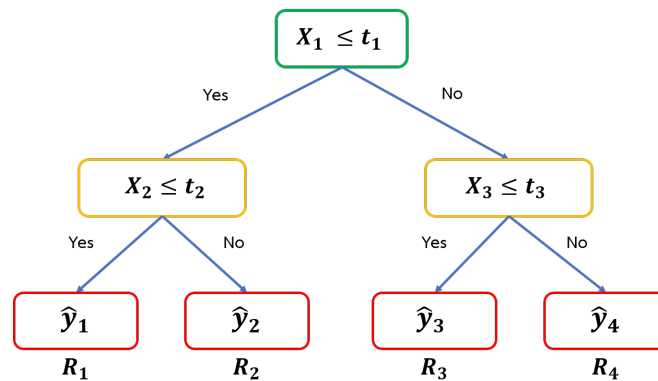 X₁ ≤ t₁
Yes No
X₂ ≤ t₂ X₃ ≤ t₃
Yes No Yes No
ŷ₁ ŷ₂ ŷ₃ ŷ₄
R₁ R₂ R₃ R₄